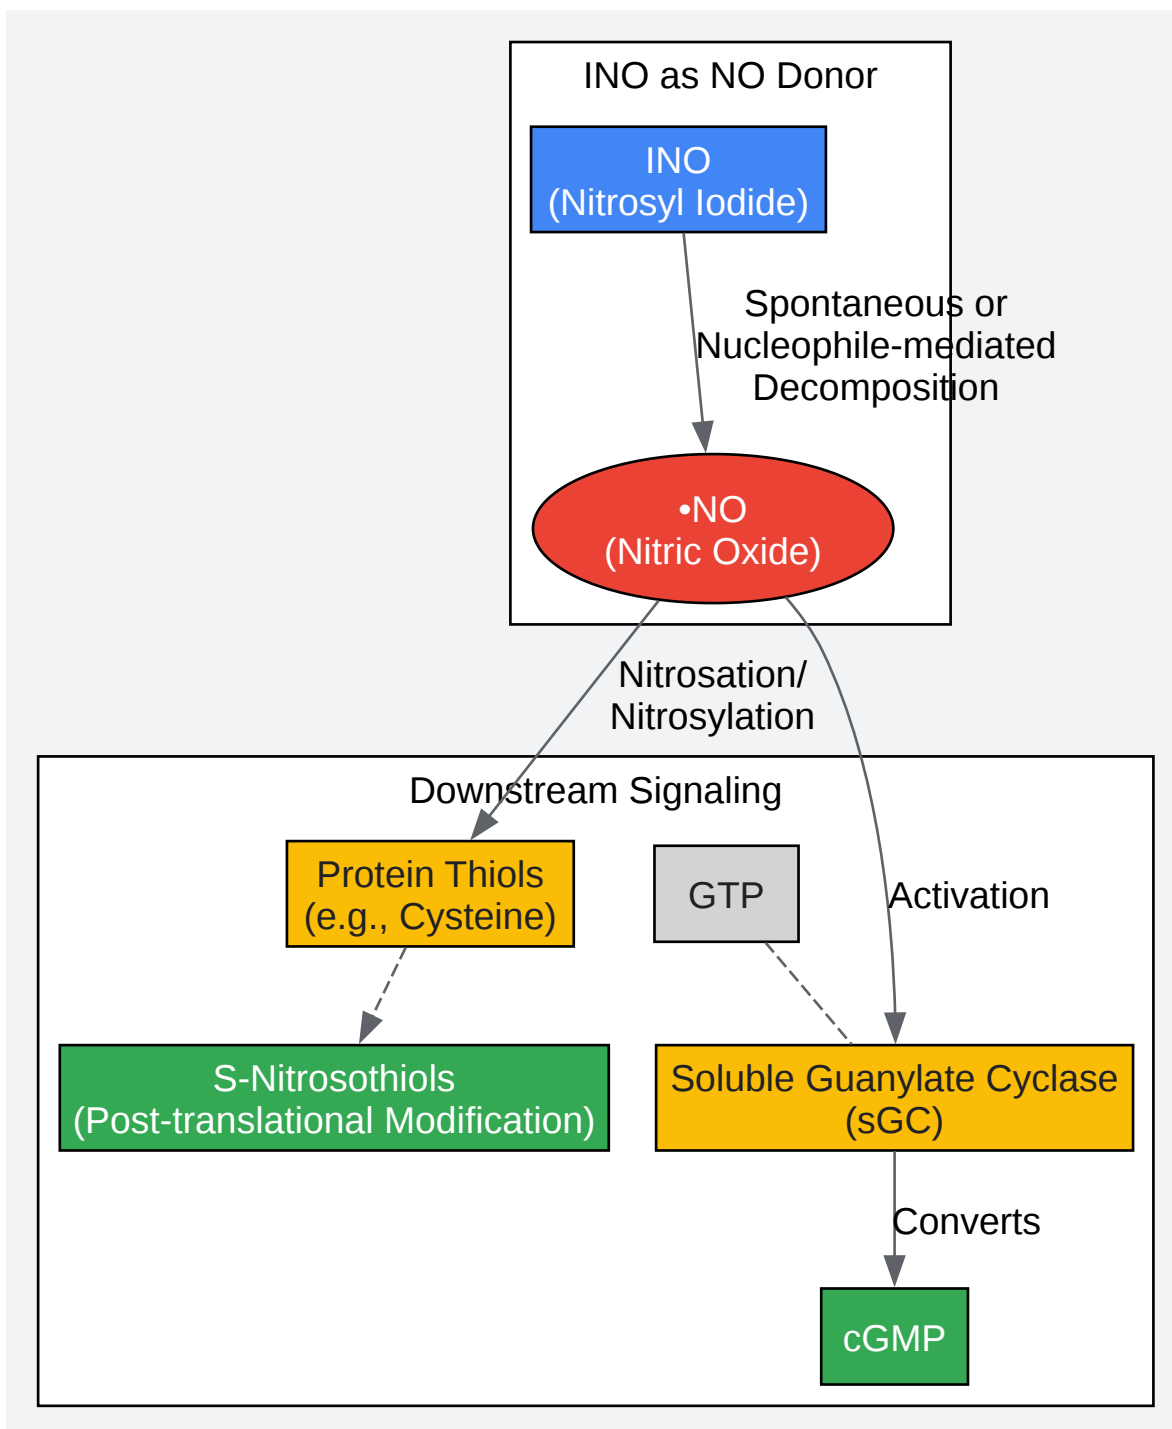 INO as NO Donor
INO
(Nitrosyl Iodide)
Spontaneous or
Nucleophile-mediated
Decomposition
•NO
(Nitric Oxide)
Nitrosation/
Nitrosylation
Downstream Signaling
Protein Thiols
(e.g., Cysteine)
GTP
Activation
S-Nitrosothiols
(Post-translational Modification)
Soluble Guanylate Cyclase
(sGC)
Converts
cGMP